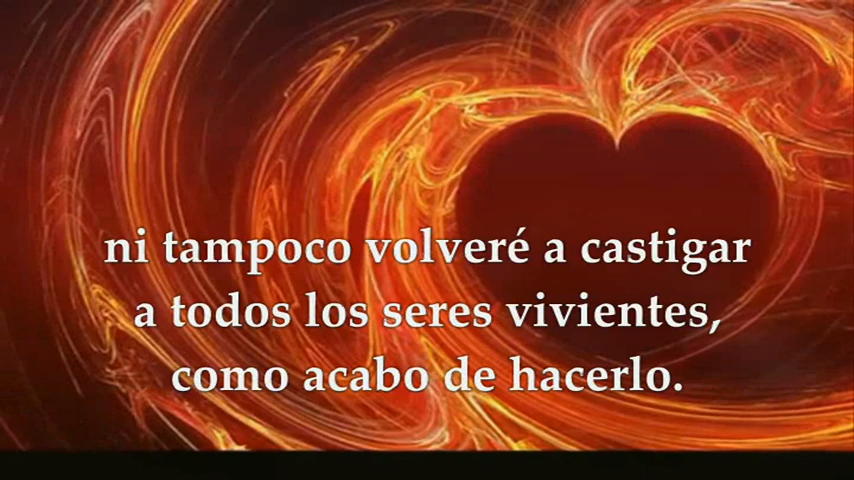 ni tampoco volveré a castigar
a todos los seres vivientes,
como acabo de hacerlo.